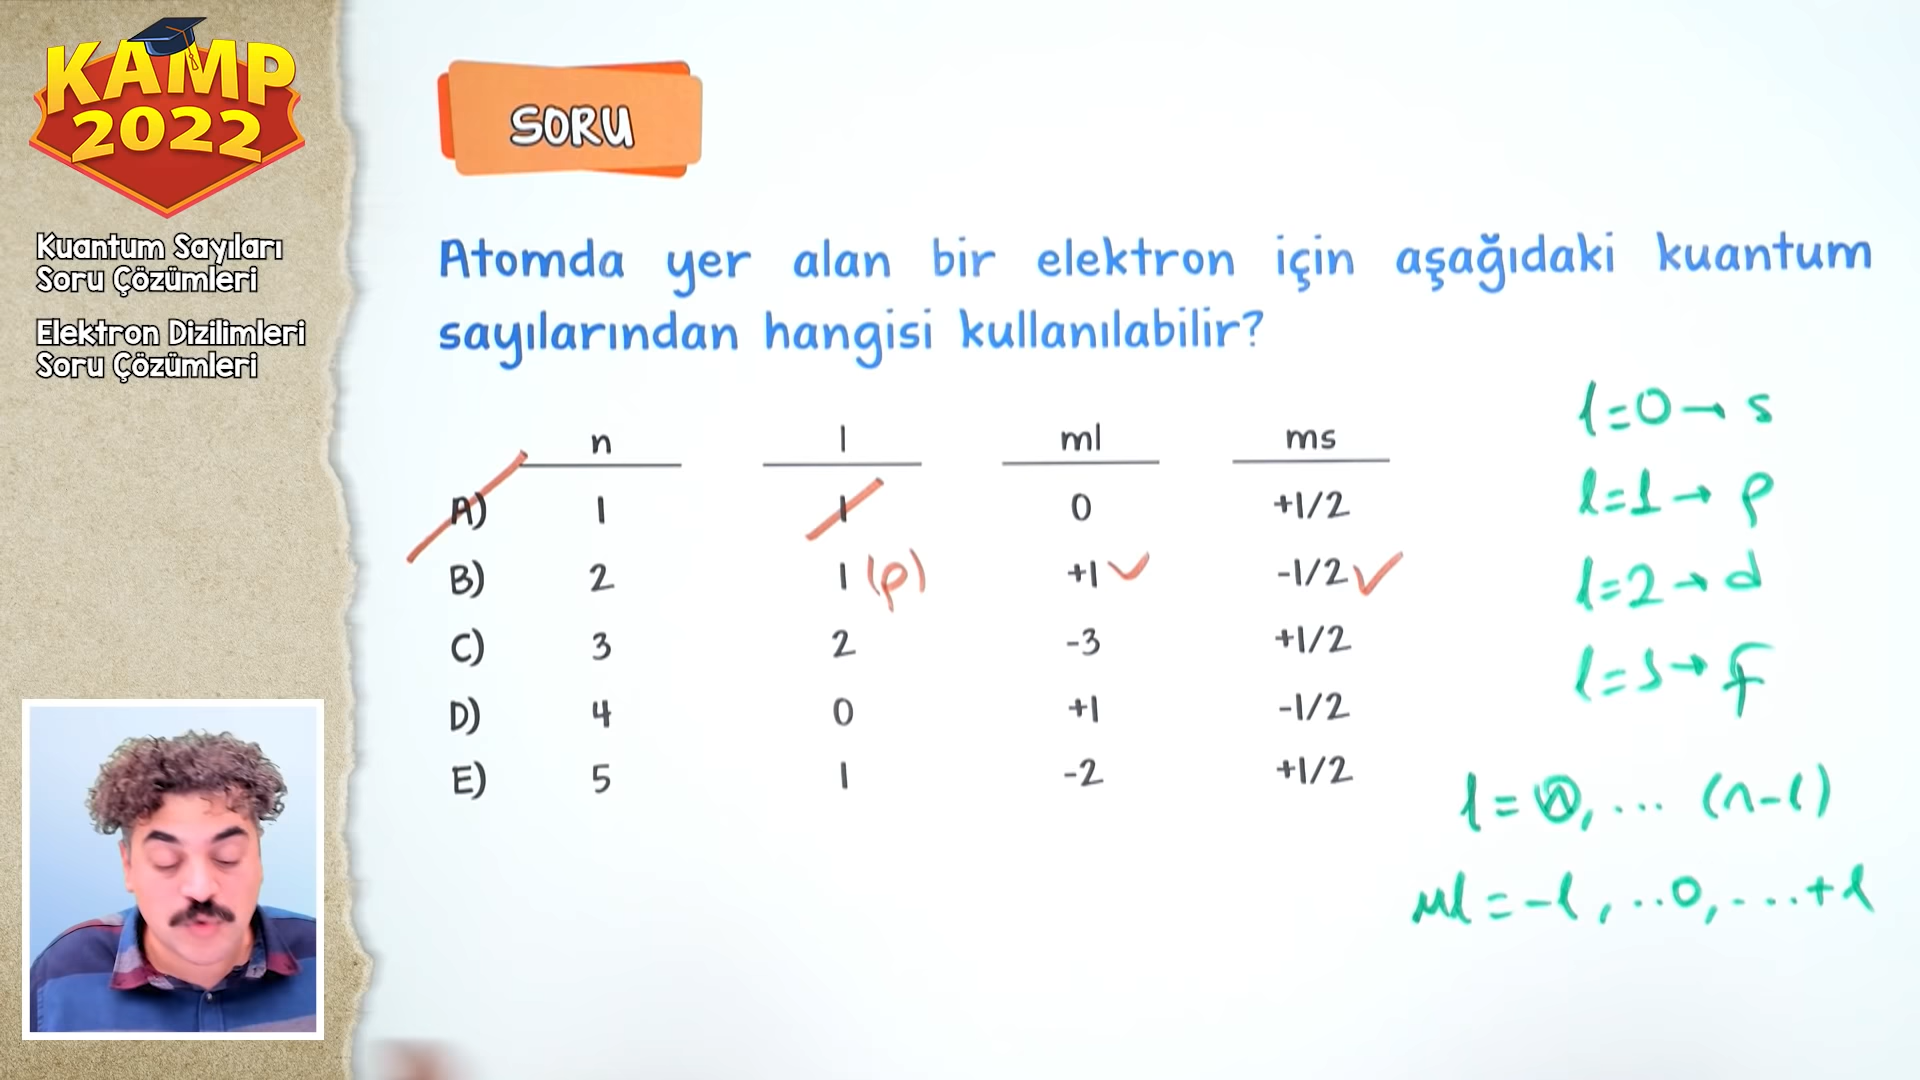 KAMP
2022
Kuantum Sayıları
Soru Çözümleri
Elektron Dizilimleri
Soru Çözümleri
SORU
Atomda yer alan bir elektron için aşağıdaki kuantum
sayılarından hangisi kullanılabilir?
n l ml ms
A) 1 1 0 +1/2
B) 2 1 (p) +1 -1/2
C) 3 2 -3 +1/2
D) 4 0 +1 -1/2
E) 5 1 -2 +1/2
l=0→ s
l=1→ p
l=2→ d
l=3→ f
l=0, ... (n-1)
ml=-l, ..0, ...+l